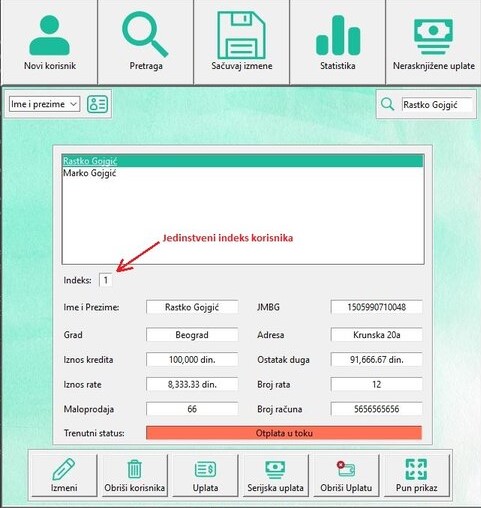 Novi korisnik
Pretraga
Sačuvaj izmene
Statistika
Nerasknjižene uplate
Ime i prezime
Rastko Gojgić
Rastko Gojgić
Marko Gojgić
Jedinstveni indeks korisnika
Indeks: 1
Ime i Prezime: Rastko Gojgić JMBG 1505990710048
Grad Beograd Adresa Krunska 20a
Iznos kredita 100,000 din. Ostatak duga 91,666.67 din.
Iznos rate 8,333.33 din. Broj rata 12
Maloprodaja 66 Broj računa 5656565656
Trenutni status: Otplata u toku
Izmeni
Obriši korisnika
Uplata
Serijska uplata
Obriši Uplatu
Pun prikaz